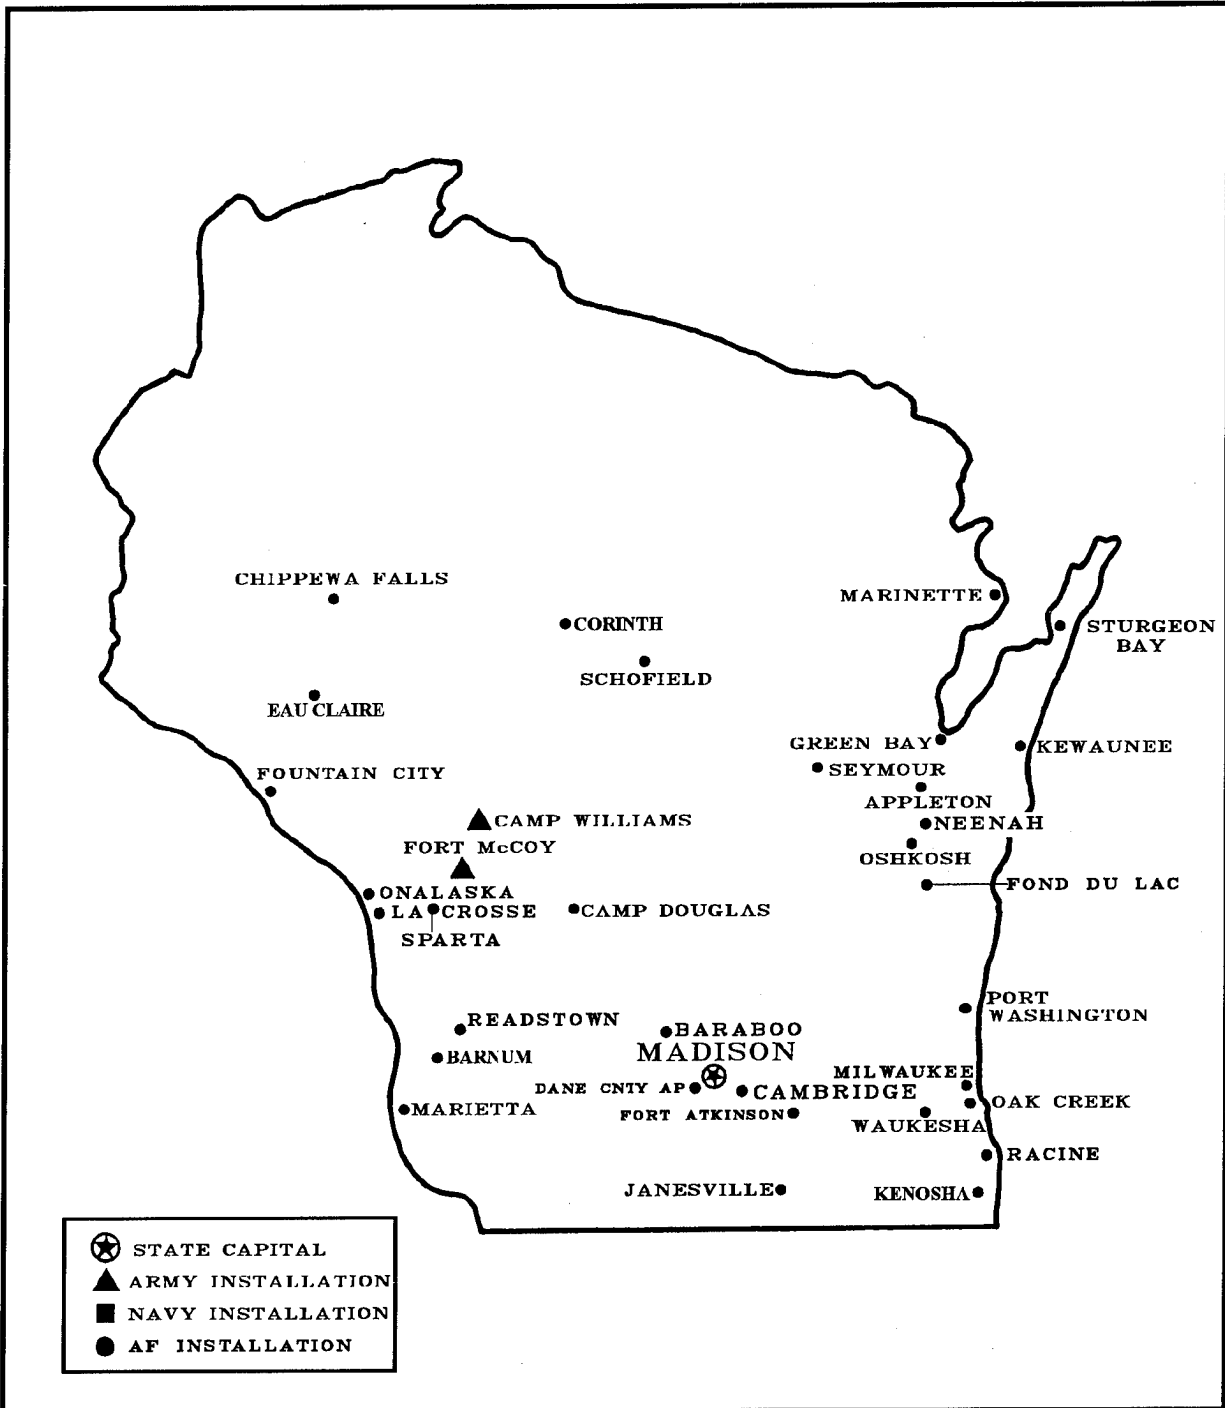 CHIPPEWA FALLS
MARINETTE
CORINTH
STURGEON
BAY
SCHOFIELD
EAU CLAIRE
GREEN BAY
KEWAUNEE
SEYMOUR
FOUNTAIN CITY
APPLETON
CAMP WILLIAMS
NEENAH
FORT McCOY
OSHKOSH
FOND DU LAC
ONALASKA
LA CROSSE
CAMP DOUGLAS
SPARTA
PORT
WASHINGTON
READSTOWN
BARABOO
MADISON
BARNUM
MILWAUKEE
DANE CNTY AP
CAMBRIDGE
OAK CREEK
MARIETTA
FORT ATKINSON
WAUKESHA
RACINE
JANESVILLE
KENOSHA
STATE CAPITAL
ARMY INSTALLATION
NAVY INSTALLATION
AF INSTALLATION